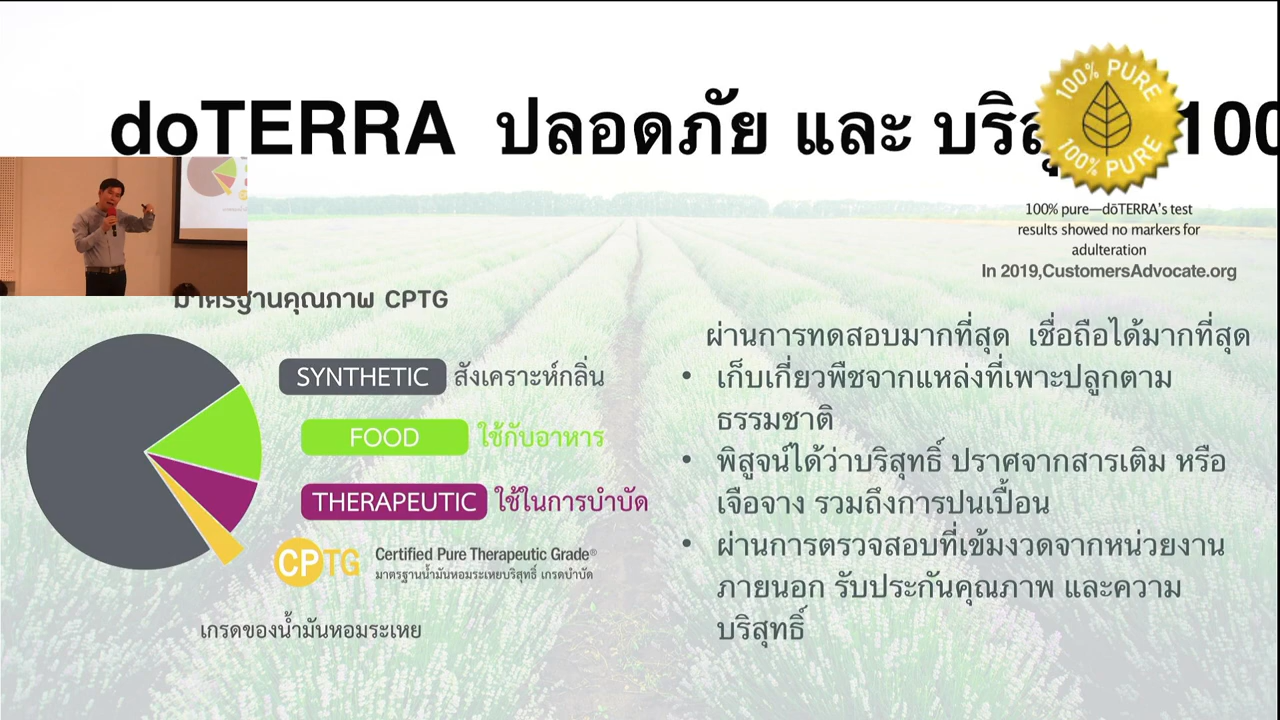 doTERRA ปลอดภัย และ 100
100% PURE
100% PURE
100% pure—dōTERRA's test
results showed no markers for
adulteration
In 2019,CustomersAdvocate.org
มาตรฐานคุณภาพ CPTG
SYNTHETIC สังเคราะห์กลิ่น
FOOD ใช้กับอาหาร
THERAPEUTIC ใช้ในการบำบัด
CPTG Certified Pure Therapeutic Grade®
มาตรฐานน้ำมันหอมระเหยบริสุทธิ์ เกรดบำบัด
เกรดของน้ำมันหอมระเหย
ผ่านการทดสอบมากที่สุด เชื่อถือได้มากที่สุด
• เก็บเกี่ยวพืชจากแหล่งที่เพาะปลูกตาม
ธรรมชาติ
• พิสูจน์ได้ว่าบริสุทธิ์ ปราศจากสารเติม หรือ
เจือจาง รวมถึงการปนเปื้อน
• ผ่านการตรวจสอบที่เข้มงวดจากหน่วยงาน
ภายนอก รับประกันคุณภาพ และความ
บริสุทธิ์